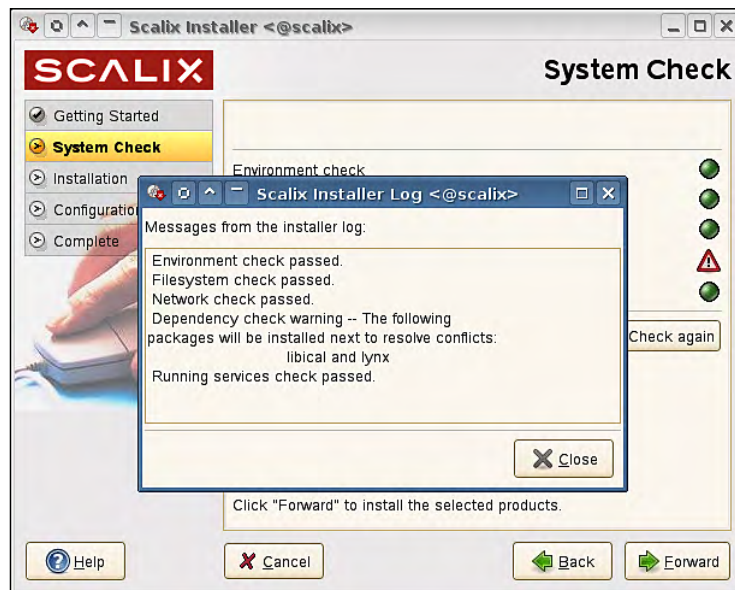 Scalix Installer <@scalix>
SCALIX
System Check
Getting Started
System Check
Installation
Configuration
Complete
Environment check
Scalix Installer Log <@scalix>
Messages from the installer log:
Environment check passed.
Filesystem check passed.
Network check passed.
Dependency check warning -- The following
packages will be installed next to resolve conflicts:
libical and lynx
Running services check passed.
Close
Check again
Click "Forward" to install the selected products.
Help
Cancel
Back
Forward